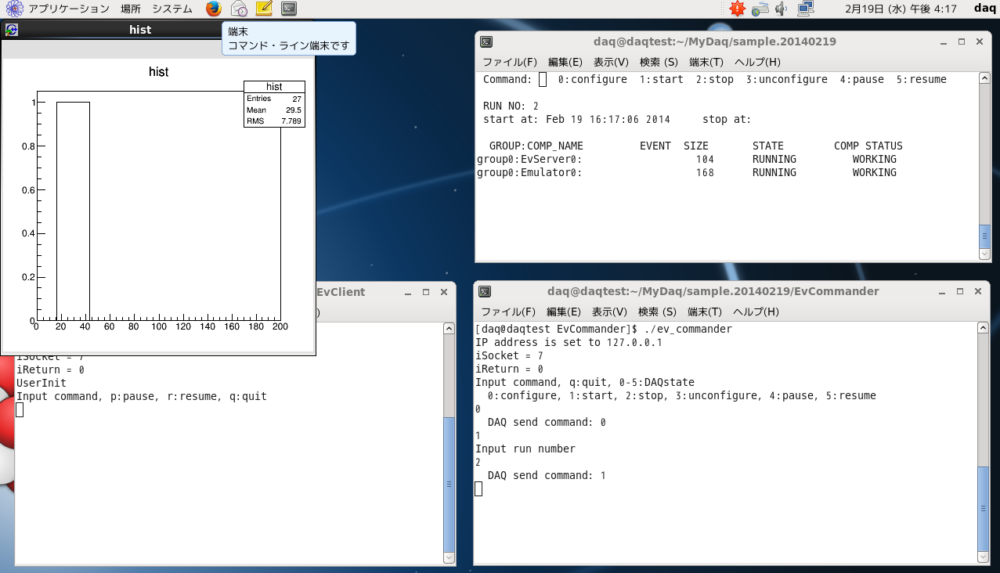 アプリケーション 場所 システム
2月19日 (水) 午後 4:17 daq
hist
端末
コマンド・ライン端末です
hist
hist
Entries 27
Mean 29.5
RMS 7.789
1
0.8
0.6
0.4
0.2
0
0 20 40 60 80 100 120 140 160 180 200
daq@daqtest:~/MyDaq/sample.20140219
ファイル(F) 編集(E) 表示(V) 検索 (S) 端末(T) ヘルプ(H)
Command: 0:configure 1:start 2:stop 3:unconfigure 4:pause 5:resume
RUN NO: 2
start at: Feb 19 16:17:06 2014 stop at:
GROUP:COMP_NAME EVENT SIZE STATE COMP STATUS
group0:EvServer0: 104 RUNNING WORKING
group0:Emulator0: 168 RUNNING WORKING
EvClient
)
iSocket = 7
iReturn = 0
UserInit
Input command, p:pause, r:resume, q:quit
daq@daqtest:~/MyDaq/sample.20140219/EvCommander
ファイル(F) 編集(E) 表示(V) 検索 (S) 端末(T) ヘルプ(H)
[daq@daqtest EvCommander]$ ./ev_commander
IP address is set to 127.0.0.1
iSocket = 7
iReturn = 0
Input command, q:quit, 0-5:DAQstate
0:configure, 1:start, 2:stop, 3:unconfigure, 4:pause, 5:resume
0
DAQ send command: 0
1
Input run number
2
DAQ send command: 1